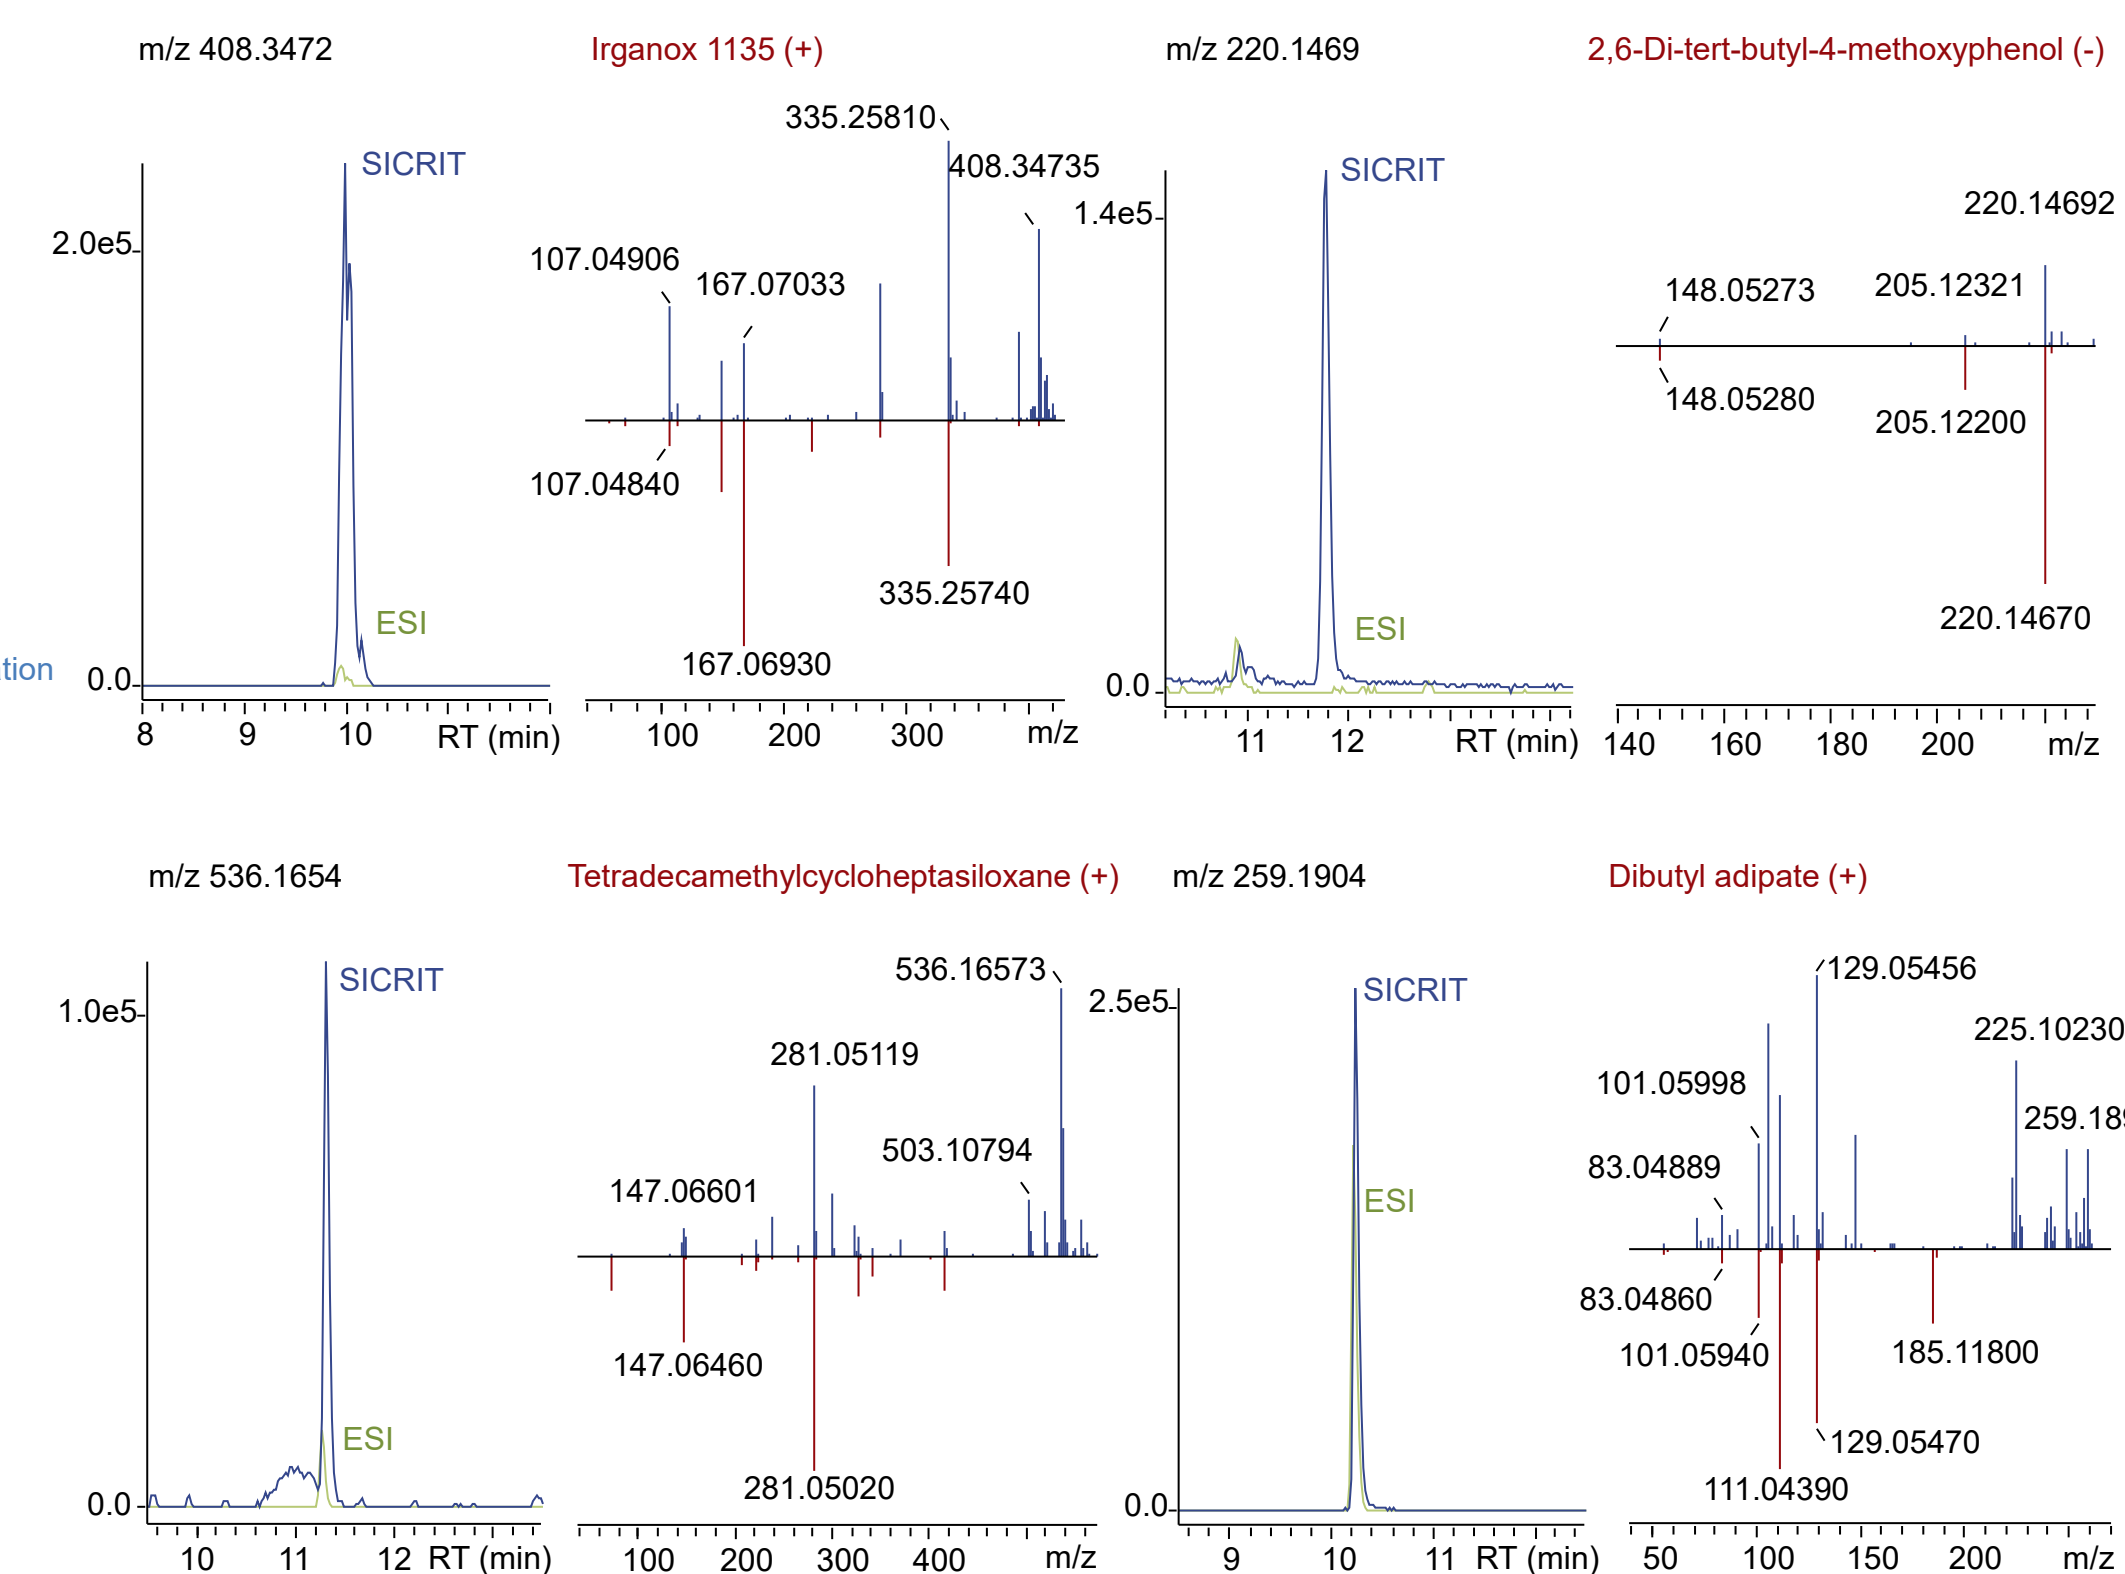 m/z 408.3472
Irganox 1135 (+)
335.25810
408.34735
107.04906
167.07033
SICRIT
2.0e5
ESI
0.0
107.04840
335.25740
167.06930
8 9 10 RT (min)
100 200 300 m/z
tion
m/z 220.1469
2,6-Di-tert-butyl-4-methoxyphenol (-)
SICRIT
1.4e5
220.14692
148.05273
205.12321
148.05280
205.12200
ESI
220.14670
0.0
11 12 RT (min)
140 160 180 200 m/z
m/z 536.1654
Tetradecamethylcycloheptasiloxane (+)
SICRIT
1.0e5
536.16573
281.05119
503.10794
147.06601
147.06460
ESI
281.05020
0.0
10 11 12 RT (min)
100 200 300 400 m/z
m/z 259.1904
Dibutyl adipate (+)
SICRIT
2.5e5
129.05456
225.10230
101.05998
259.189
83.04889
ESI
83.04860
101.05940
185.11800
129.05470
111.04390
0.0
9 10 11 RT (min)
50 100 150 200 m/z